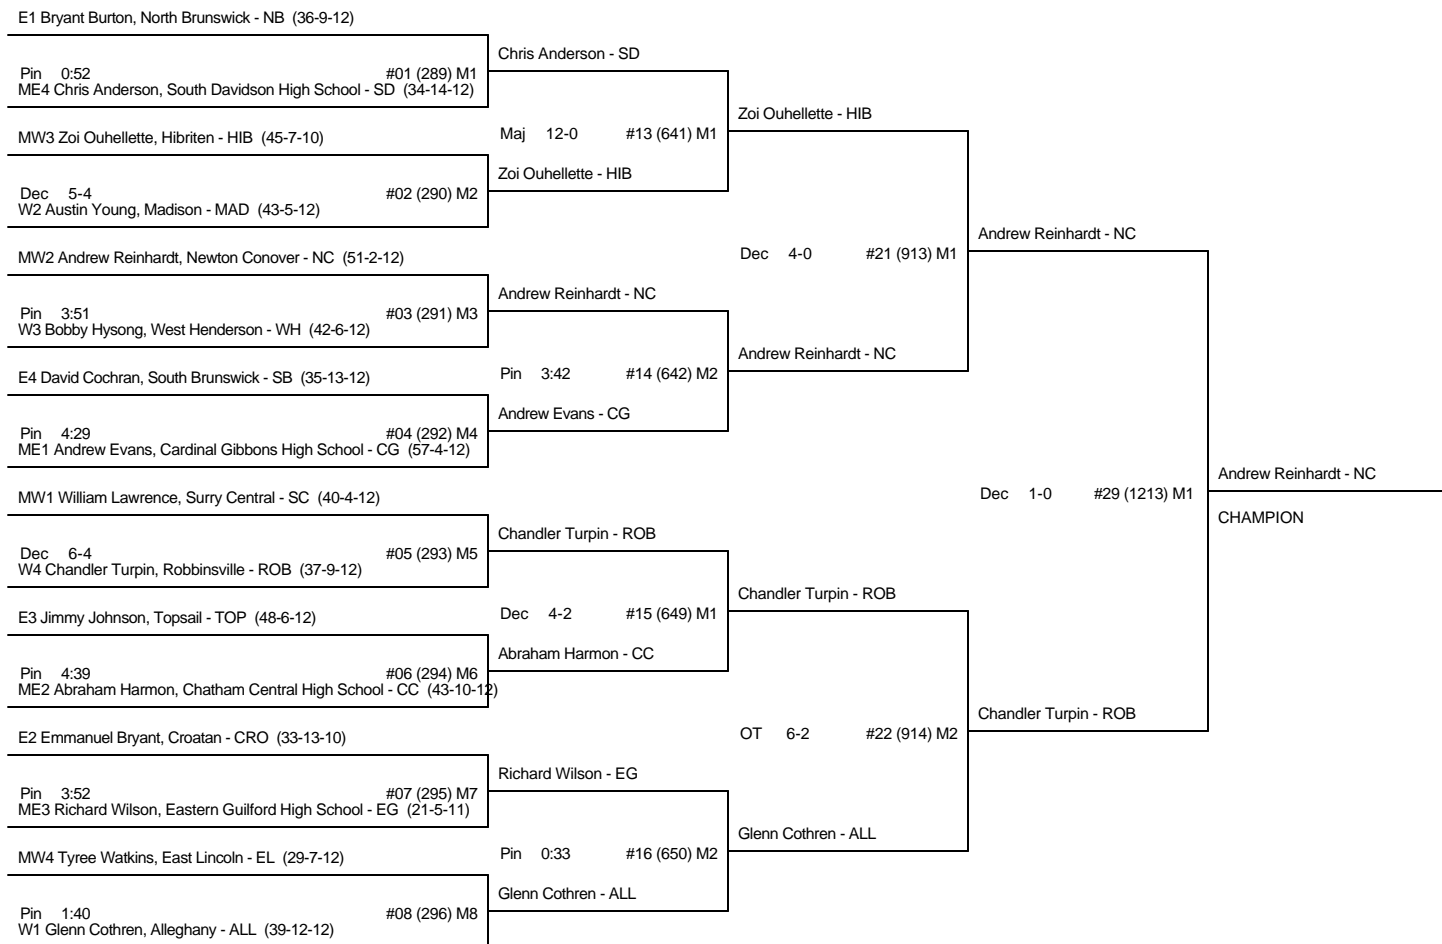 E1 Bryant Burton, North Brunswick - NB (36-9-12)
Chris Anderson - SD
Pin 0:52 #01 (289) M1
ME4 Chris Anderson, South Davidson High School - SD (34-14-12)
Zoi Ouhellette - HIB
MW3 Zoi Ouhellette, Hibriten - HIB (45-7-10)
Maj 12-0 #13 (641) M1
Zoi Ouhellette - HIB
Dec 5-4 #02 (290) M2
W2 Austin Young, Madison - MAD (43-5-12)
Andrew Reinhardt - NC
MW2 Andrew Reinhardt, Newton Conover - NC (51-2-12)
Dec 4-0 #21 (913) M1
Andrew Reinhardt - NC
Pin 3:51 #03 (291) M3
W3 Bobby Hysong, West Henderson - WH (42-6-12)
Andrew Reinhardt - NC
E4 David Cochran, South Brunswick - SB (35-13-12)
Pin 3:42 #14 (642) M2
Andrew Evans - CG
Pin 4:29 #04 (292) M4
ME1 Andrew Evans, Cardinal Gibbons High School - CG (57-4-12)
Andrew Reinhardt - NC
MW1 William Lawrence, Surry Central - SC (40-4-12)
Dec 1-0 #29 (1213) M1
CHAMPION
Chandler Turpin - ROB
Dec 6-4 #05 (293) M5
W4 Chandler Turpin, Robbinsville - ROB (37-9-12)
Chandler Turpin - ROB
E3 Jimmy Johnson, Topsail - TOP (48-6-12)
Dec 4-2 #15 (649) M1
Abraham Harmon - CC
Pin 4:39 #06 (294) M6
ME2 Abraham Harmon, Chatham Central High School - CC (43-10-12)
Chandler Turpin - ROB
E2 Emmanuel Bryant, Croatan - CRO (33-13-10)
OT 6-2 #22 (914) M2
Richard Wilson - EG
Pin 3:52 #07 (295) M7
ME3 Richard Wilson, Eastern Guilford High School - EG (21-5-11)
Glenn Cothren - ALL
MW4 Tyree Watkins, East Lincoln - EL (29-7-12)
Pin 0:33 #16 (650) M2
Glenn Cothren - ALL
Pin 1:40 #08 (296) M8
W1 Glenn Cothren, Alleghany - ALL (39-12-12)